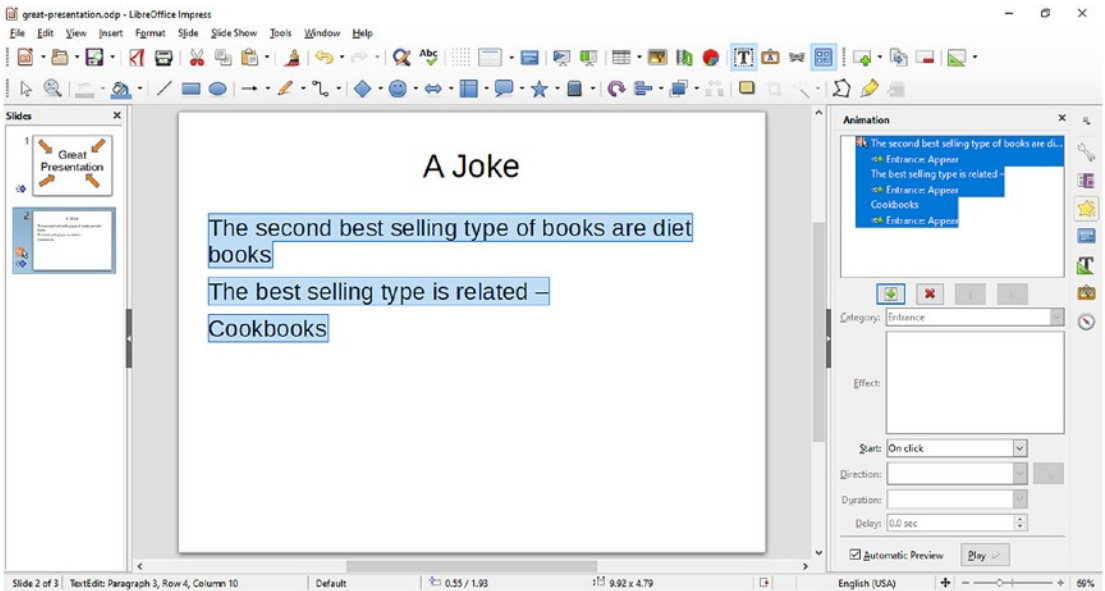 great-presentation.odp - LibreOffice Impress
File Edit View Insert Format Slide Slide Show Tools Window Help
Abc
T
Slides
1
Great
Presentation
2
A Joke
The second best selling type of books are diet
books
The best selling type is related –
Cookbooks
Animation
The second best selling type of books are di...
Entrance: Appear
The best selling type is related –
Entrance: Appear
Cookbooks
Entrance: Appear
Category: Entrance
Effect:
Start: On click
Direction:
Duration:
Delay: 0.0 sec
Automatic Preview Play
Slide 2 of 3 TextEdit: Paragraph 3, Row 4, Column 10 Default 0.55 / 1.93 9.92 x 4.79 English (USA) 69%